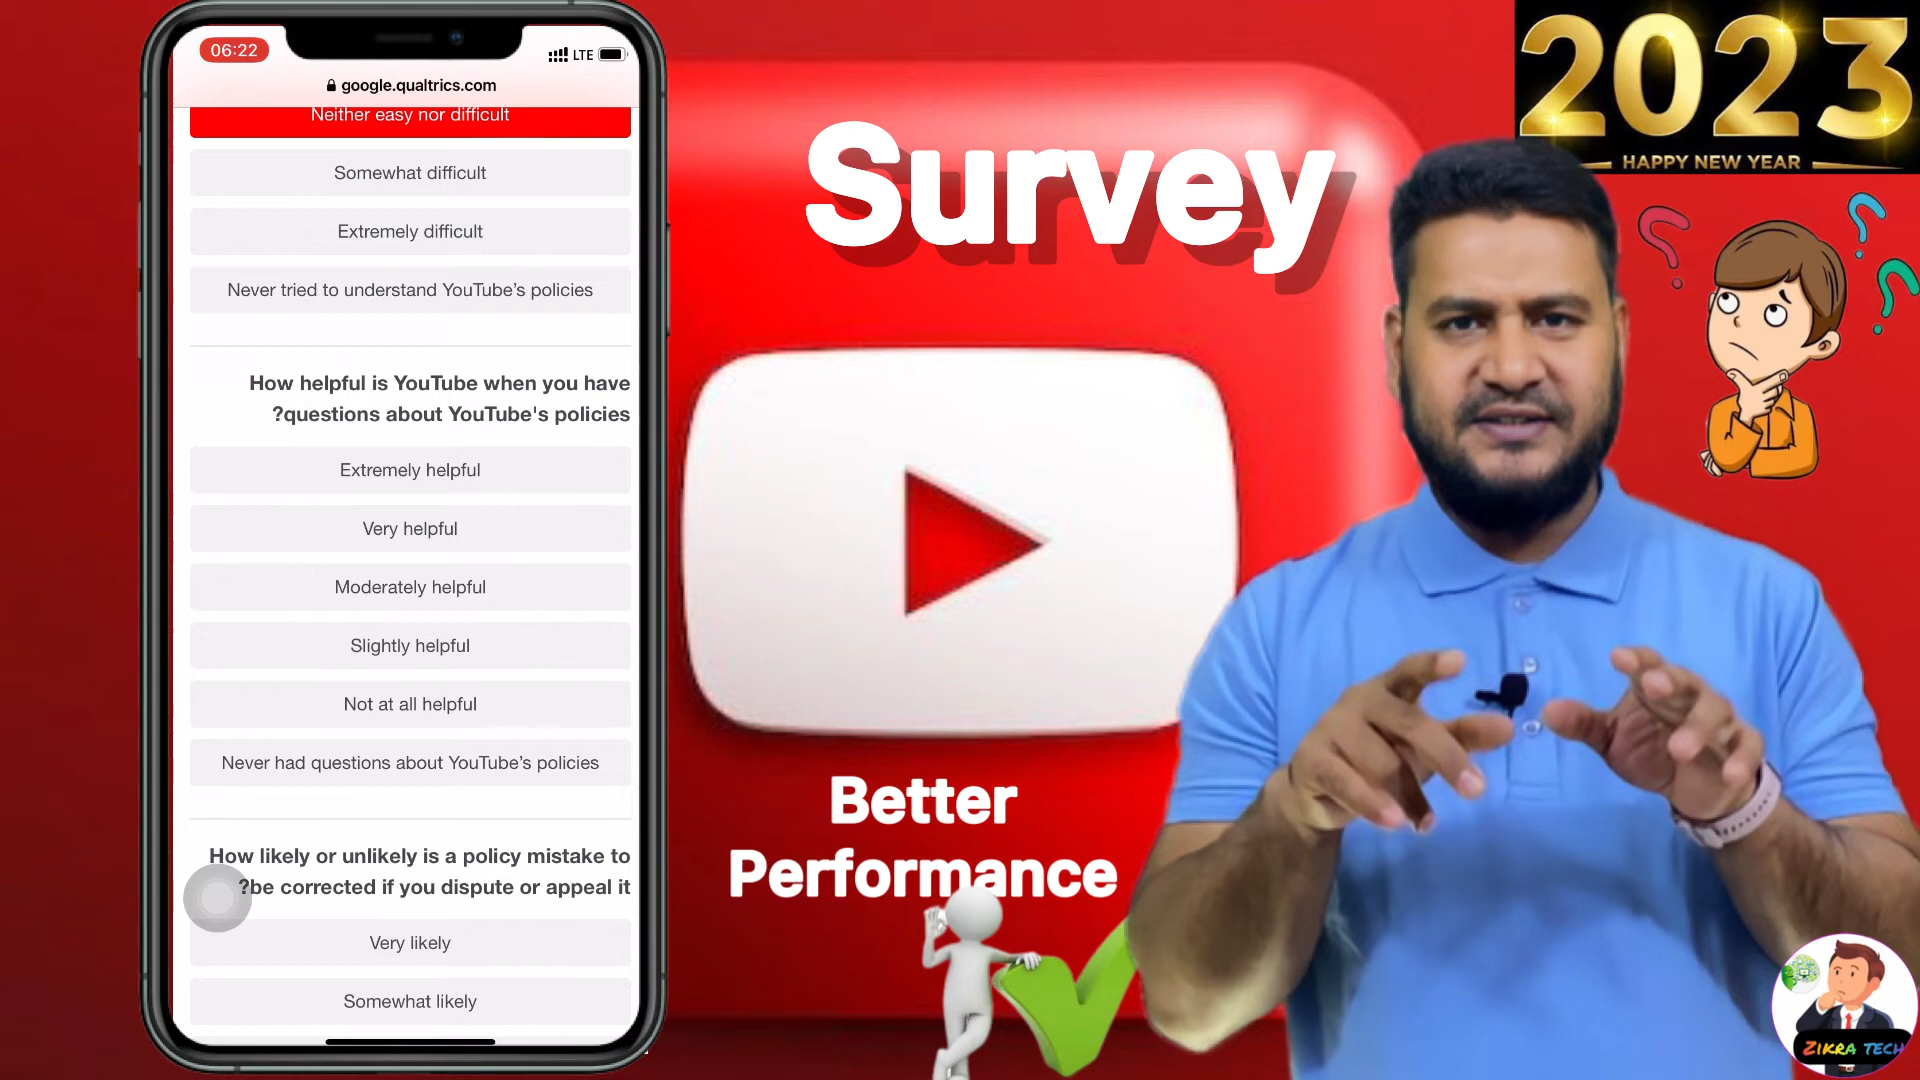 06:22
LTE
google.qualtrics.com
Neither easy nor difficult
Somewhat difficult
Extremely difficult
Never tried to understand YouTube’s policies
How helpful is YouTube when you have
?questions about YouTube's policies
Extremely helpful
Very helpful
Moderately helpful
Slightly helpful
Not at all helpful
Never had questions about YouTube’s policies
How likely or unlikely is a policy mistake to
?be corrected if you dispute or appeal it
Very likely
Somewhat likely
Survey
Better
Performance
2023
HAPPY NEW YEAR
ZIKRA TECH